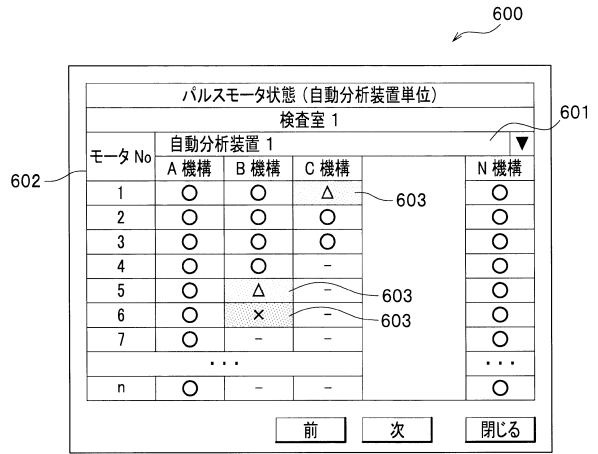 600
パルスモータ状態（自動分析装置単位）
検査室 1
モータ No 自動分析装置 1 ▼ 601
A 機構 B 機構 C 機構 N 機構
602
1 ○ ○ △ ○ 603
2 ○ ○ ○ ○
3 ○ ○ ○ ○
4 ○ ○ − ○
5 ○ △ − ○ 603
6 ○ × − ○ 603
7 ○ − − ○
･･･ ･･･
n ○ − − ○
前 次 閉じる